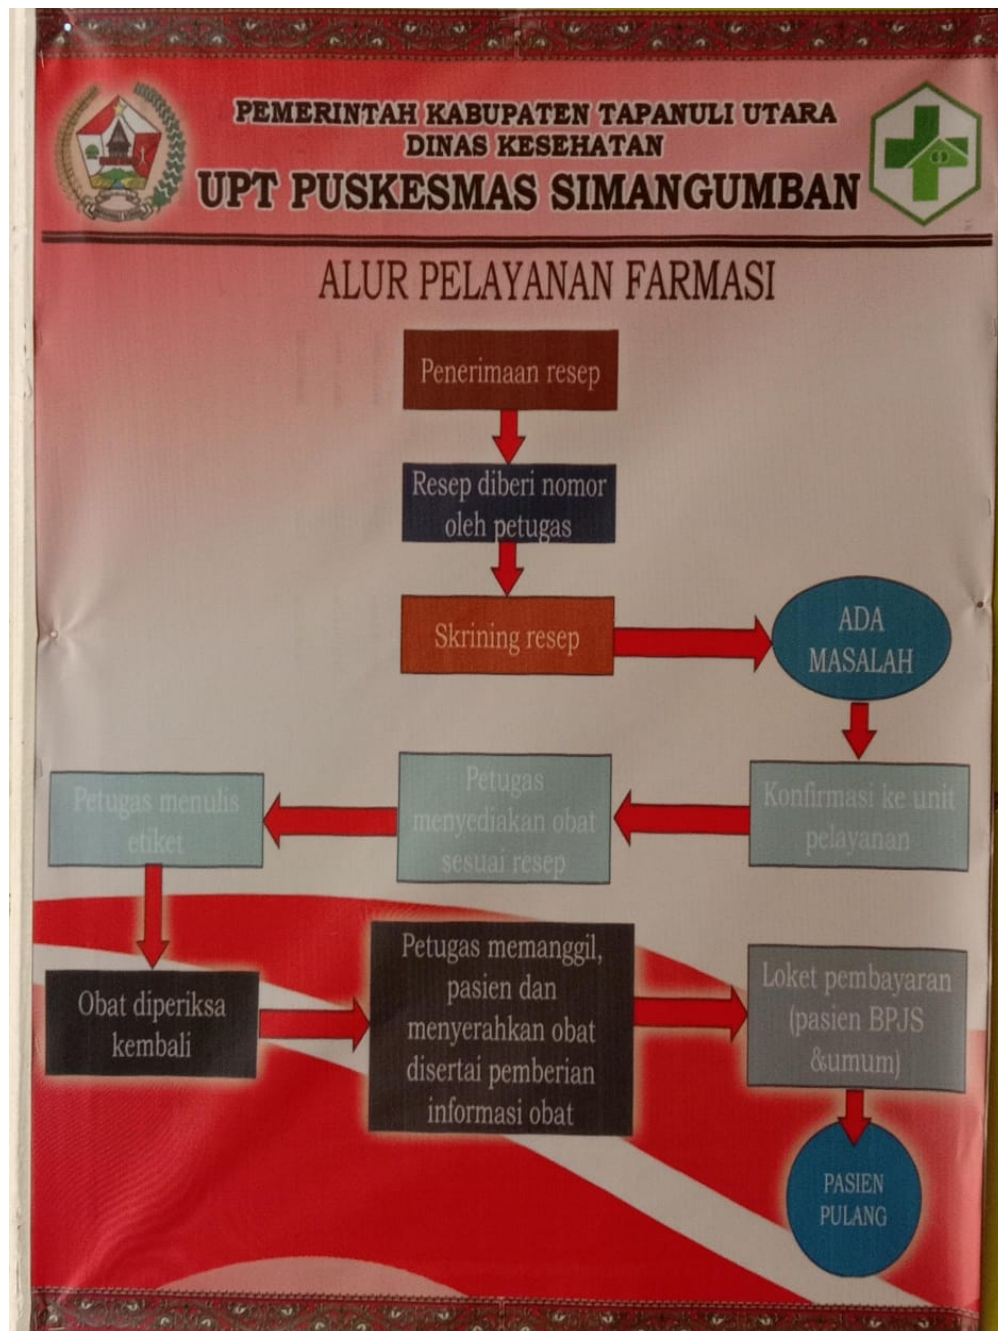 PEMERINTAH KABUPATEN TAPANULI UTARA
DINAS KESEHATAN
UPT PUSKESMAS SIMANGUMBAN
ALUR PELAYANAN FARMASI
Penerimaan resep
Resep diberi nomor
oleh petugas
Skrining resep
ADA
MASALAH
Konfirmasi ke unit
pelayanan
Petugas
menyediakan obat
sesuai resep
Petugas menulis
etiket
Obat diperiksa
kembali
Petugas memanggil,
pasien dan
menyerahkan obat
disertai pemberian
informasi obat
Loket pembayaran
(pasien BPJS
&umum)
PASIEN
PULANG